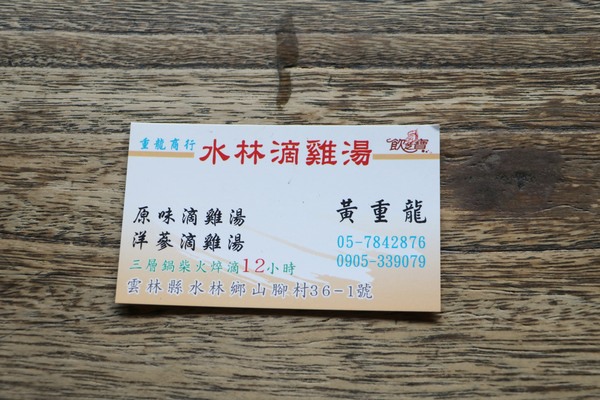 重龍商行 水林滴雞湯
原味滴雞湯
洋蔘滴雞湯
黃重龍
05-7842876
0905-339079
三層鍋柴火焠滴12小時
雲林縣水林鄉山腳村36-1號